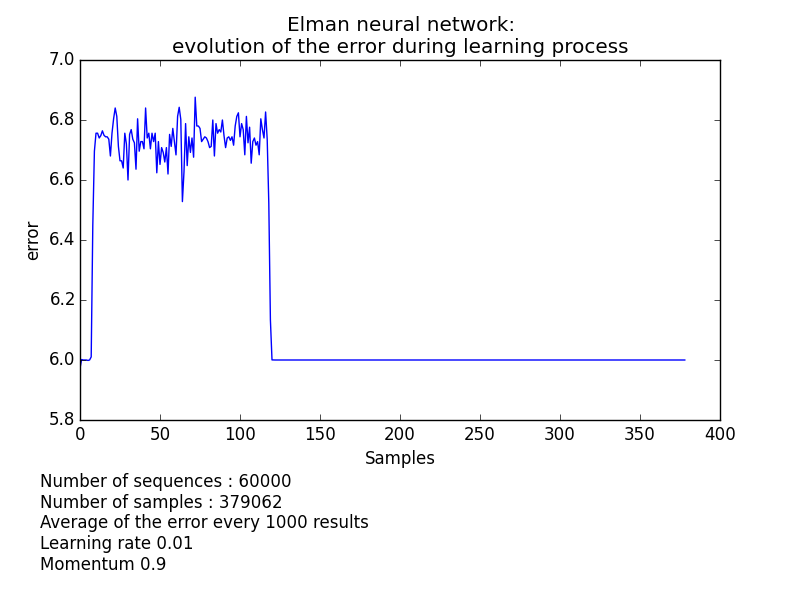 Elman neural network:
evolution of the error during learning process
7.0
6.8
6.6
6.4
6.2
6.0
5.8
error
0 50 100 150 200 250 300 350 400
Samples
Number of sequences : 60000
Number of samples : 379062
Average of the error every 1000 results
Learning rate 0.01
Momentum 0.9